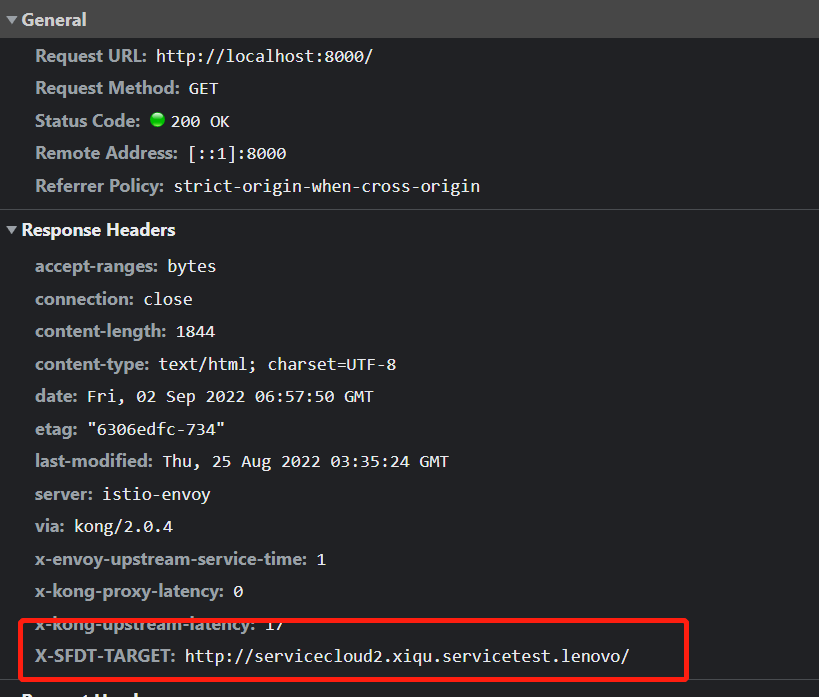 General
Request URL: http://localhost:8000/
Request Method: GET
Status Code: 200 OK
Remote Address: [::1]:8000
Referrer Policy: strict-origin-when-cross-origin
Response Headers
accept-ranges: bytes
connection: close
content-length: 1844
content-type: text/html; charset=UTF-8
date: Fri, 02 Sep 2022 06:57:50 GMT
etag: "6306edfc-734"
last-modified: Thu, 25 Aug 2022 03:35:24 GMT
server: istio-envoy
via: kong/2.0.4
x-envoy-upstream-service-time: 1
x-kong-proxy-latency: 0
x-kong-upstream-latency: 17
X-SFDT-TARGET: http://servicecloud2.xiqu.servicetest.lenovo/